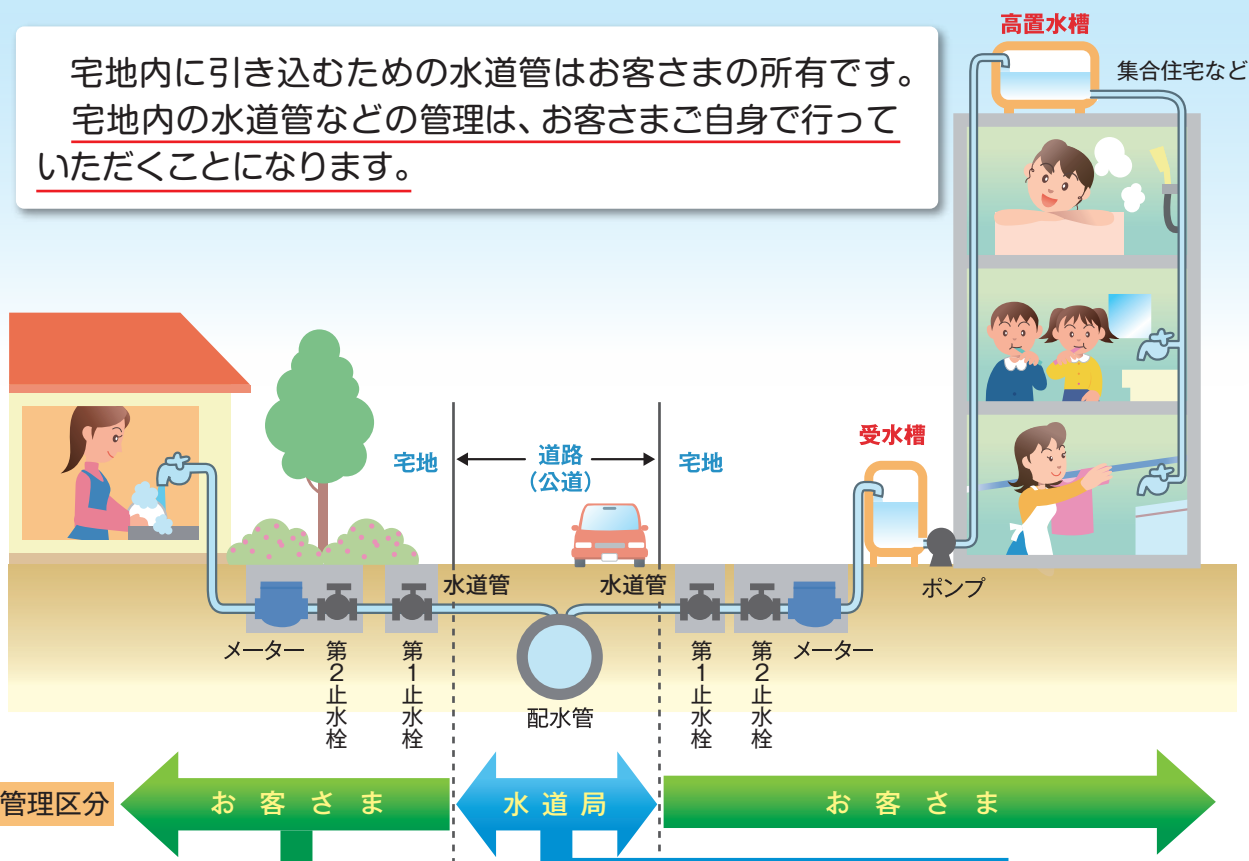 宅地内に引き込むための水道管はお客さまの所有です。
宅地内の水道管などの管理は、お客さまご自身で行って
いただくことになります。
高置水槽
集合住宅など
受水槽
宅地
道路
(公道)
宅地
ポンプ
水道管
水道管
メーター
第2止水栓
第1止水栓
配水管
第1止水栓
第2止水栓
メーター
管理区分
お客さま
水道局
お客さま